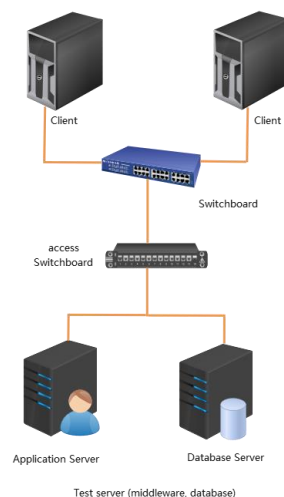 Client
Client
Switchboard
access
Switchboard
Application Server
Database Server
Test server (middleware, database)